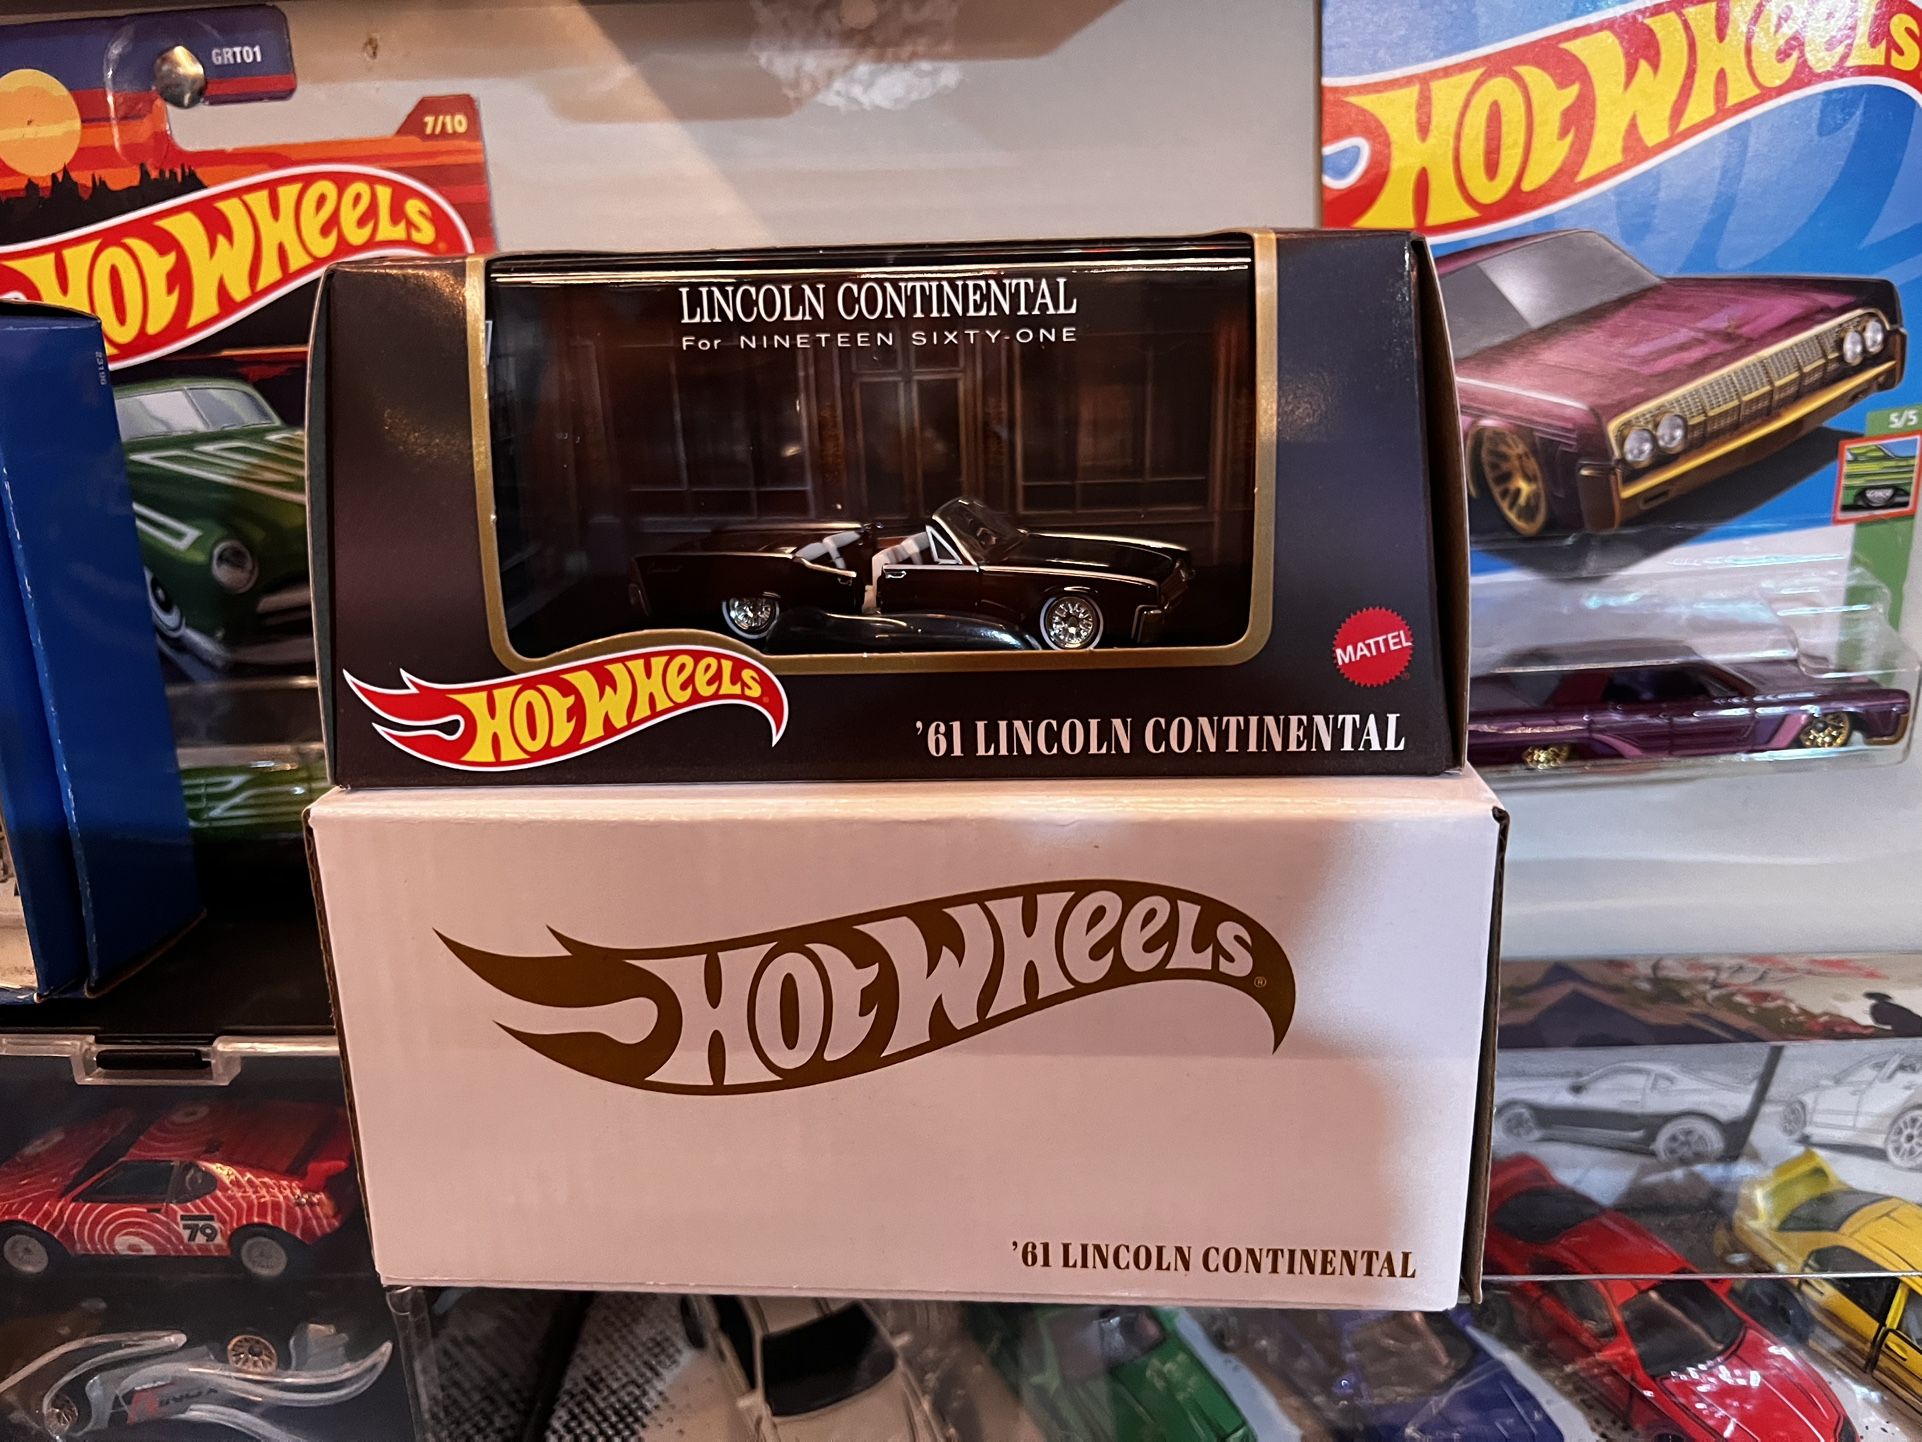 GRT01
7/10
HOT WHEELS
HOT WHEELS
LINCOLN CONTINENTAL
For NINETEEN SIXTY-ONE
5/5
MATTEL
HOT WHEELS
'61 LINCOLN CONTINENTAL
HOT WHEELS
'61 LINCOLN CONTINENTAL
79